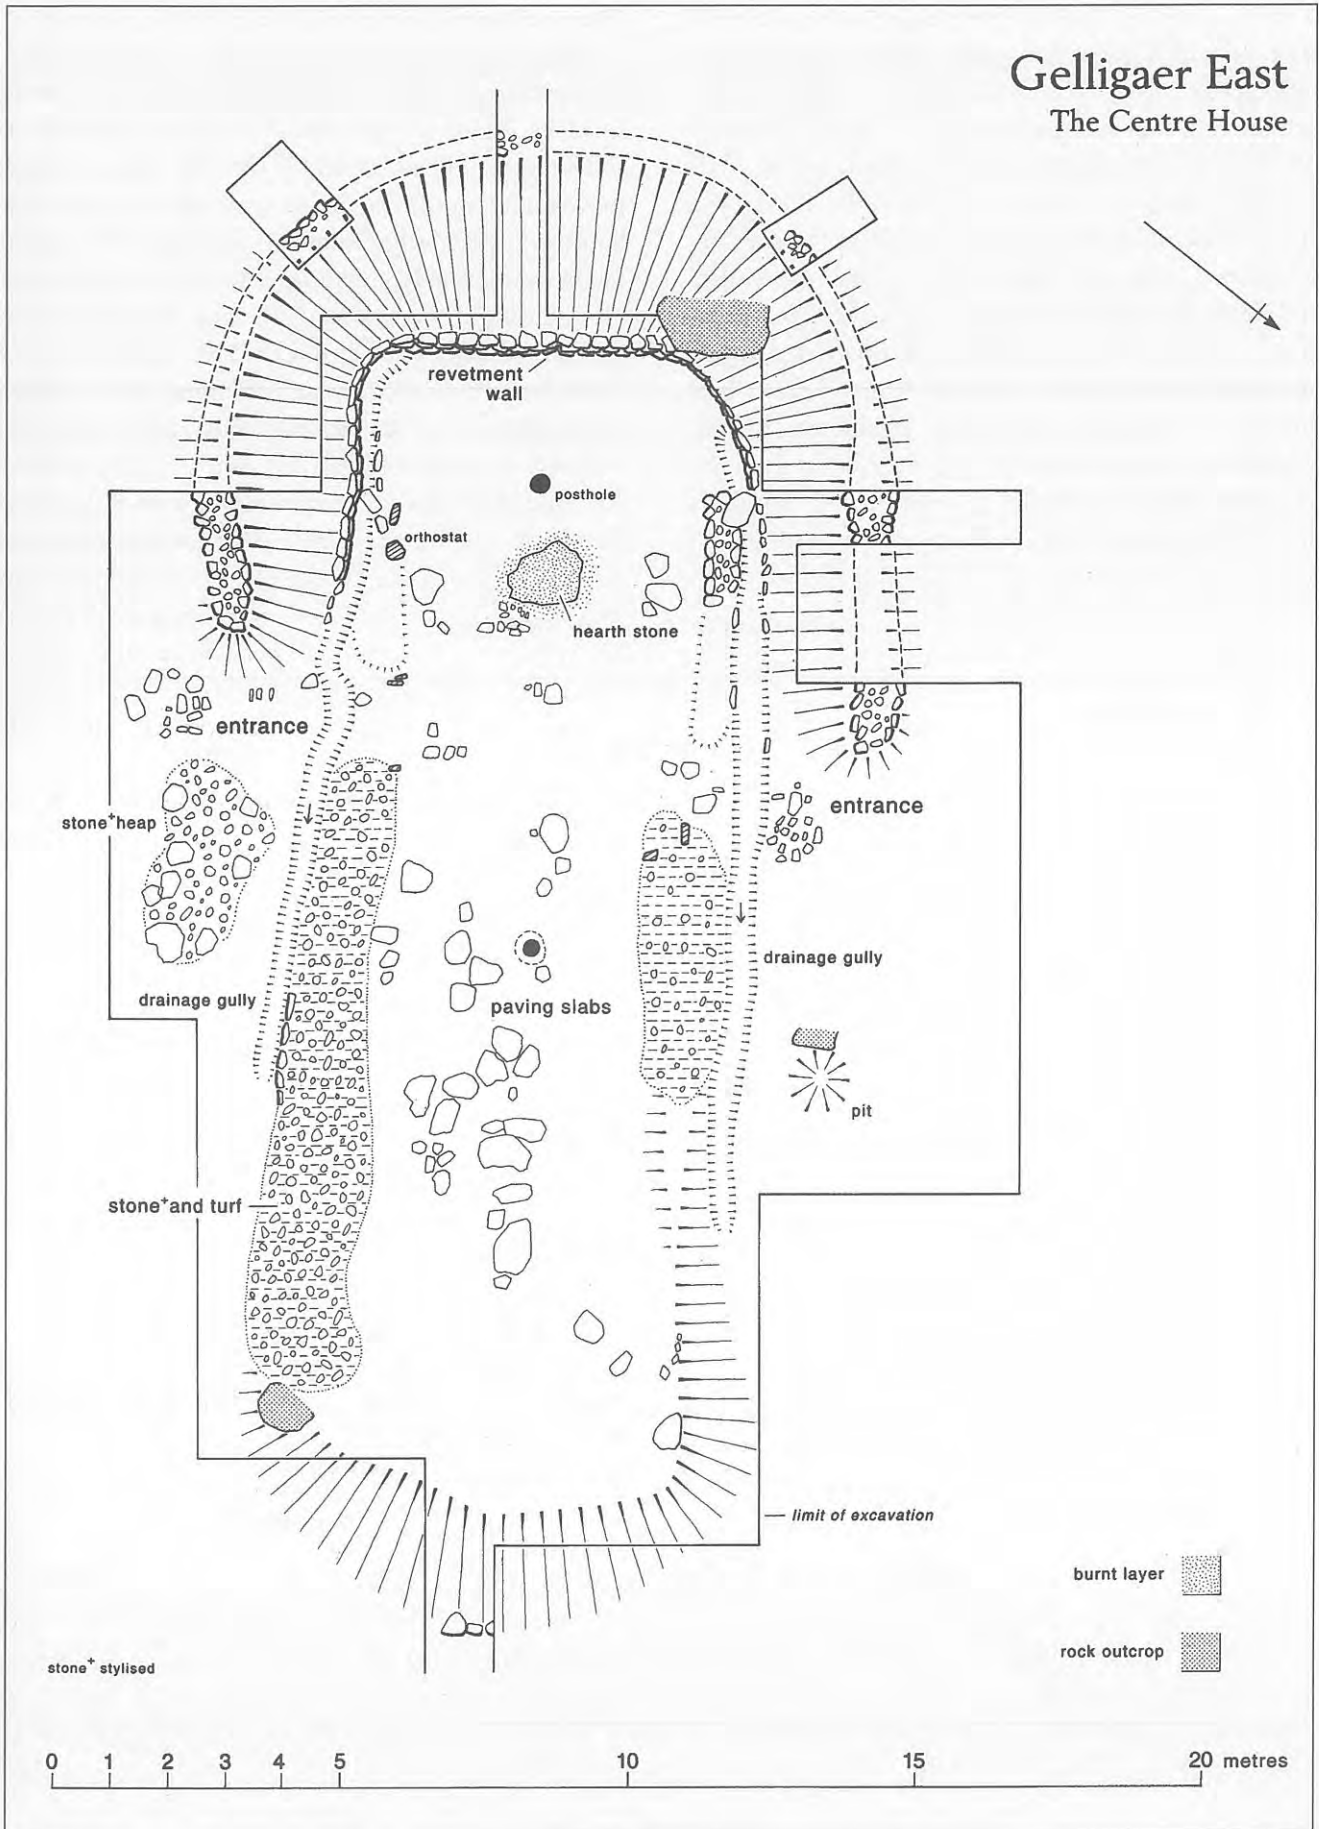 Gelligaer East
The Centre House
revetment
wall
posthole
orthostat
hearth stone
entrance
entrance
stone+heap
drainage gully
drainage gully
paving slabs
pit
stone+and turf
limit of excavation
burnt layer
rock outcrop
stone+ stylised
0 1 2 3 4 5 10 15 20 metres